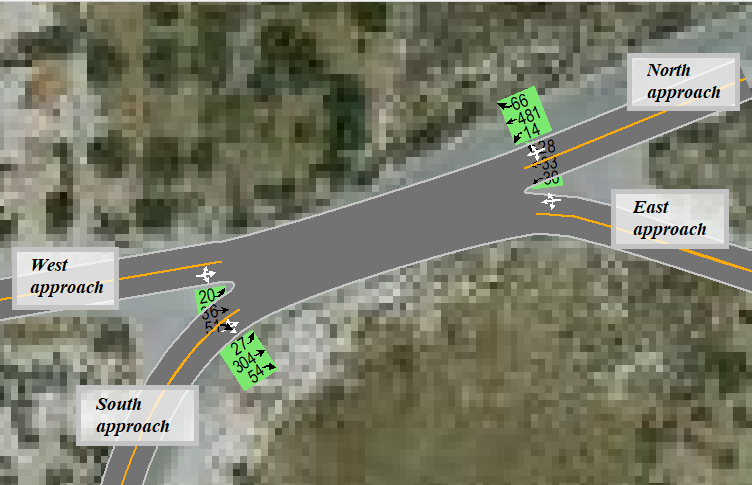 North
approach
66
481
14
28
33
30
East
approach
West
approach
20
36
51
27
304
54
South
approach